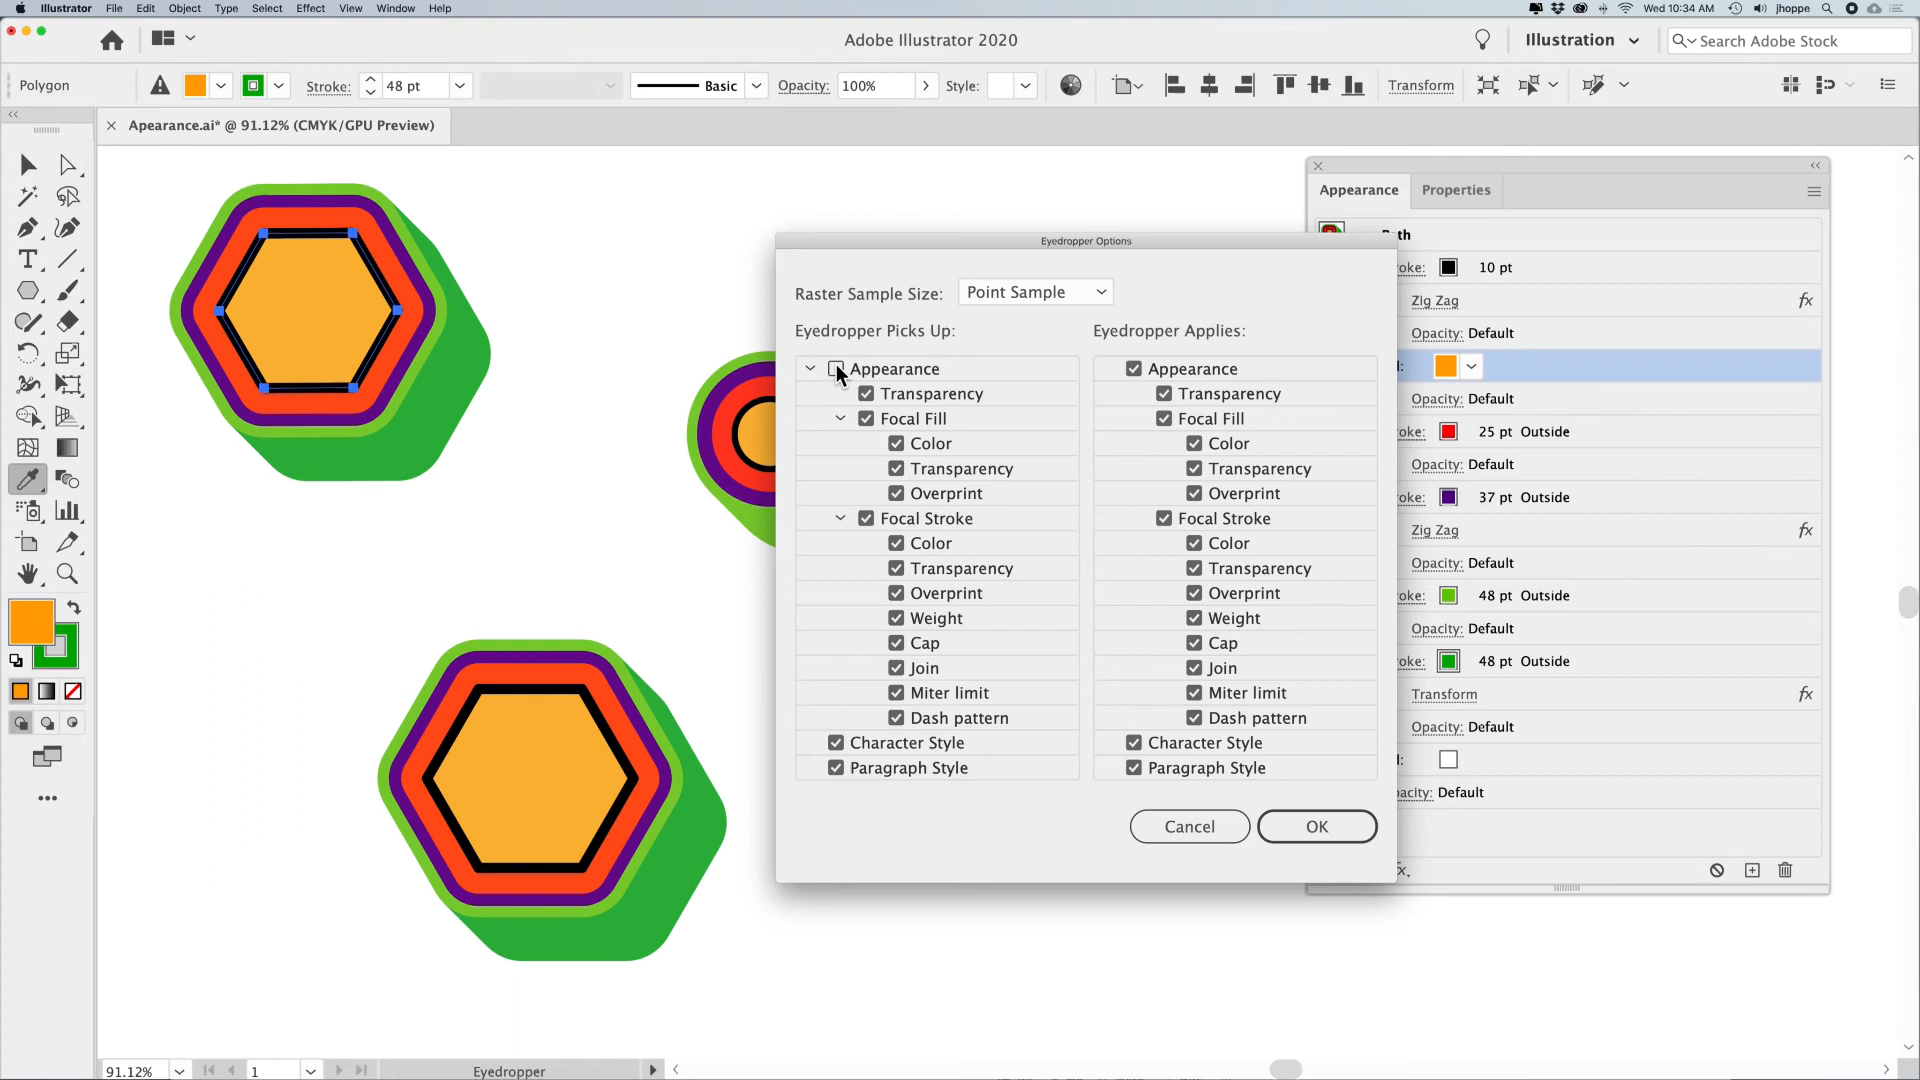 Illustrator File Edit Object Type Select Effect View Window Help Wed 10:34 AM jhoppe
Adobe Illustrator 2020 Illustration Search Adobe Stock
Polygon Stroke: 48 pt Basic Opacity: 100% Style: Transform
Apearance.ai* @ 91.12% (CMYK/GPU Preview)
Appearance Properties
Eyedropper Options
Raster Sample Size: Point Sample
Eyedropper Picks Up: Eyedropper Applies:
Appearance Appearance
Transparency Transparency
Focal Fill Focal Fill
Color Color
Transparency Transparency
Overprint Overprint
Focal Stroke Focal Stroke
Color Color
Transparency Transparency
Overprint Overprint
Weight Weight
Cap Cap
Join Join
Miter limit Miter limit
Dash pattern Dash pattern
Character Style Character Style
Paragraph Style Paragraph Style
Cancel OK
th
oke: 10 pt
Zig Zag fx
Opacity: Default
l:
Opacity: Default
oke: 25 pt Outside
Opacity: Default
oke: 37 pt Outside
Zig Zag fx
Opacity: Default
oke: 48 pt Outside
Opacity: Default
oke: 48 pt Outside
Transform fx
Opacity: Default
l:
pacity: Default
91.12% 1 Eyedropper